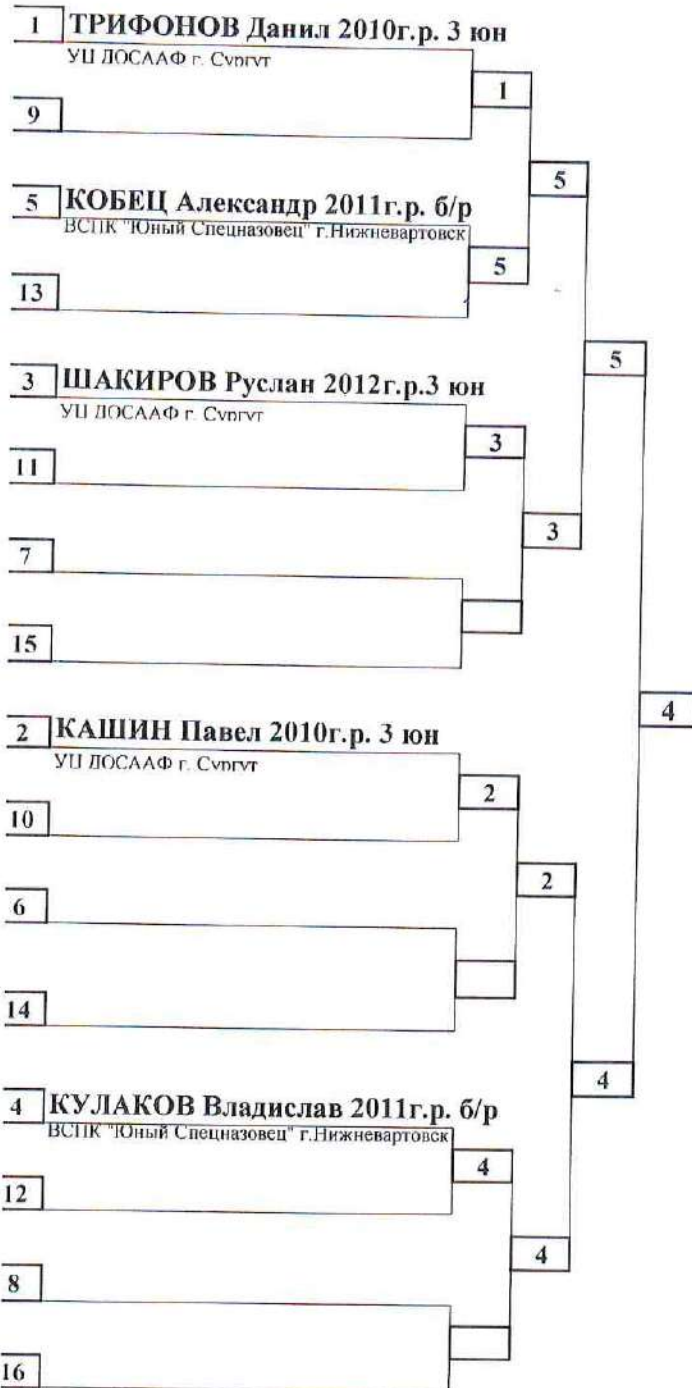 1 ТРИФОНОВ Данил 2010г.р. 3 юн
УЦ ДОСААФ г. Сургут
1
9
5
5 КОБЕЦ Александр 2011г.р. б/р
ВСПК "Юный Спецназовец" г.Нижневартовск
5
13
5
3 ШАКИРОВ Руслан 2012г.р.3 юн
УЦ ДОСААФ г. Сургут
3
11
3
7
15
4
2 КАШИН Павел 2010г.р. 3 юн
УЦ ДОСААФ г. Сургут
2
10
2
6
14
4
4 КУЛАКОВ Владислав 2011г.р. б/р
ВСПК "Юный Спецназовец" г.Нижневартовск
4
12
4
8
16